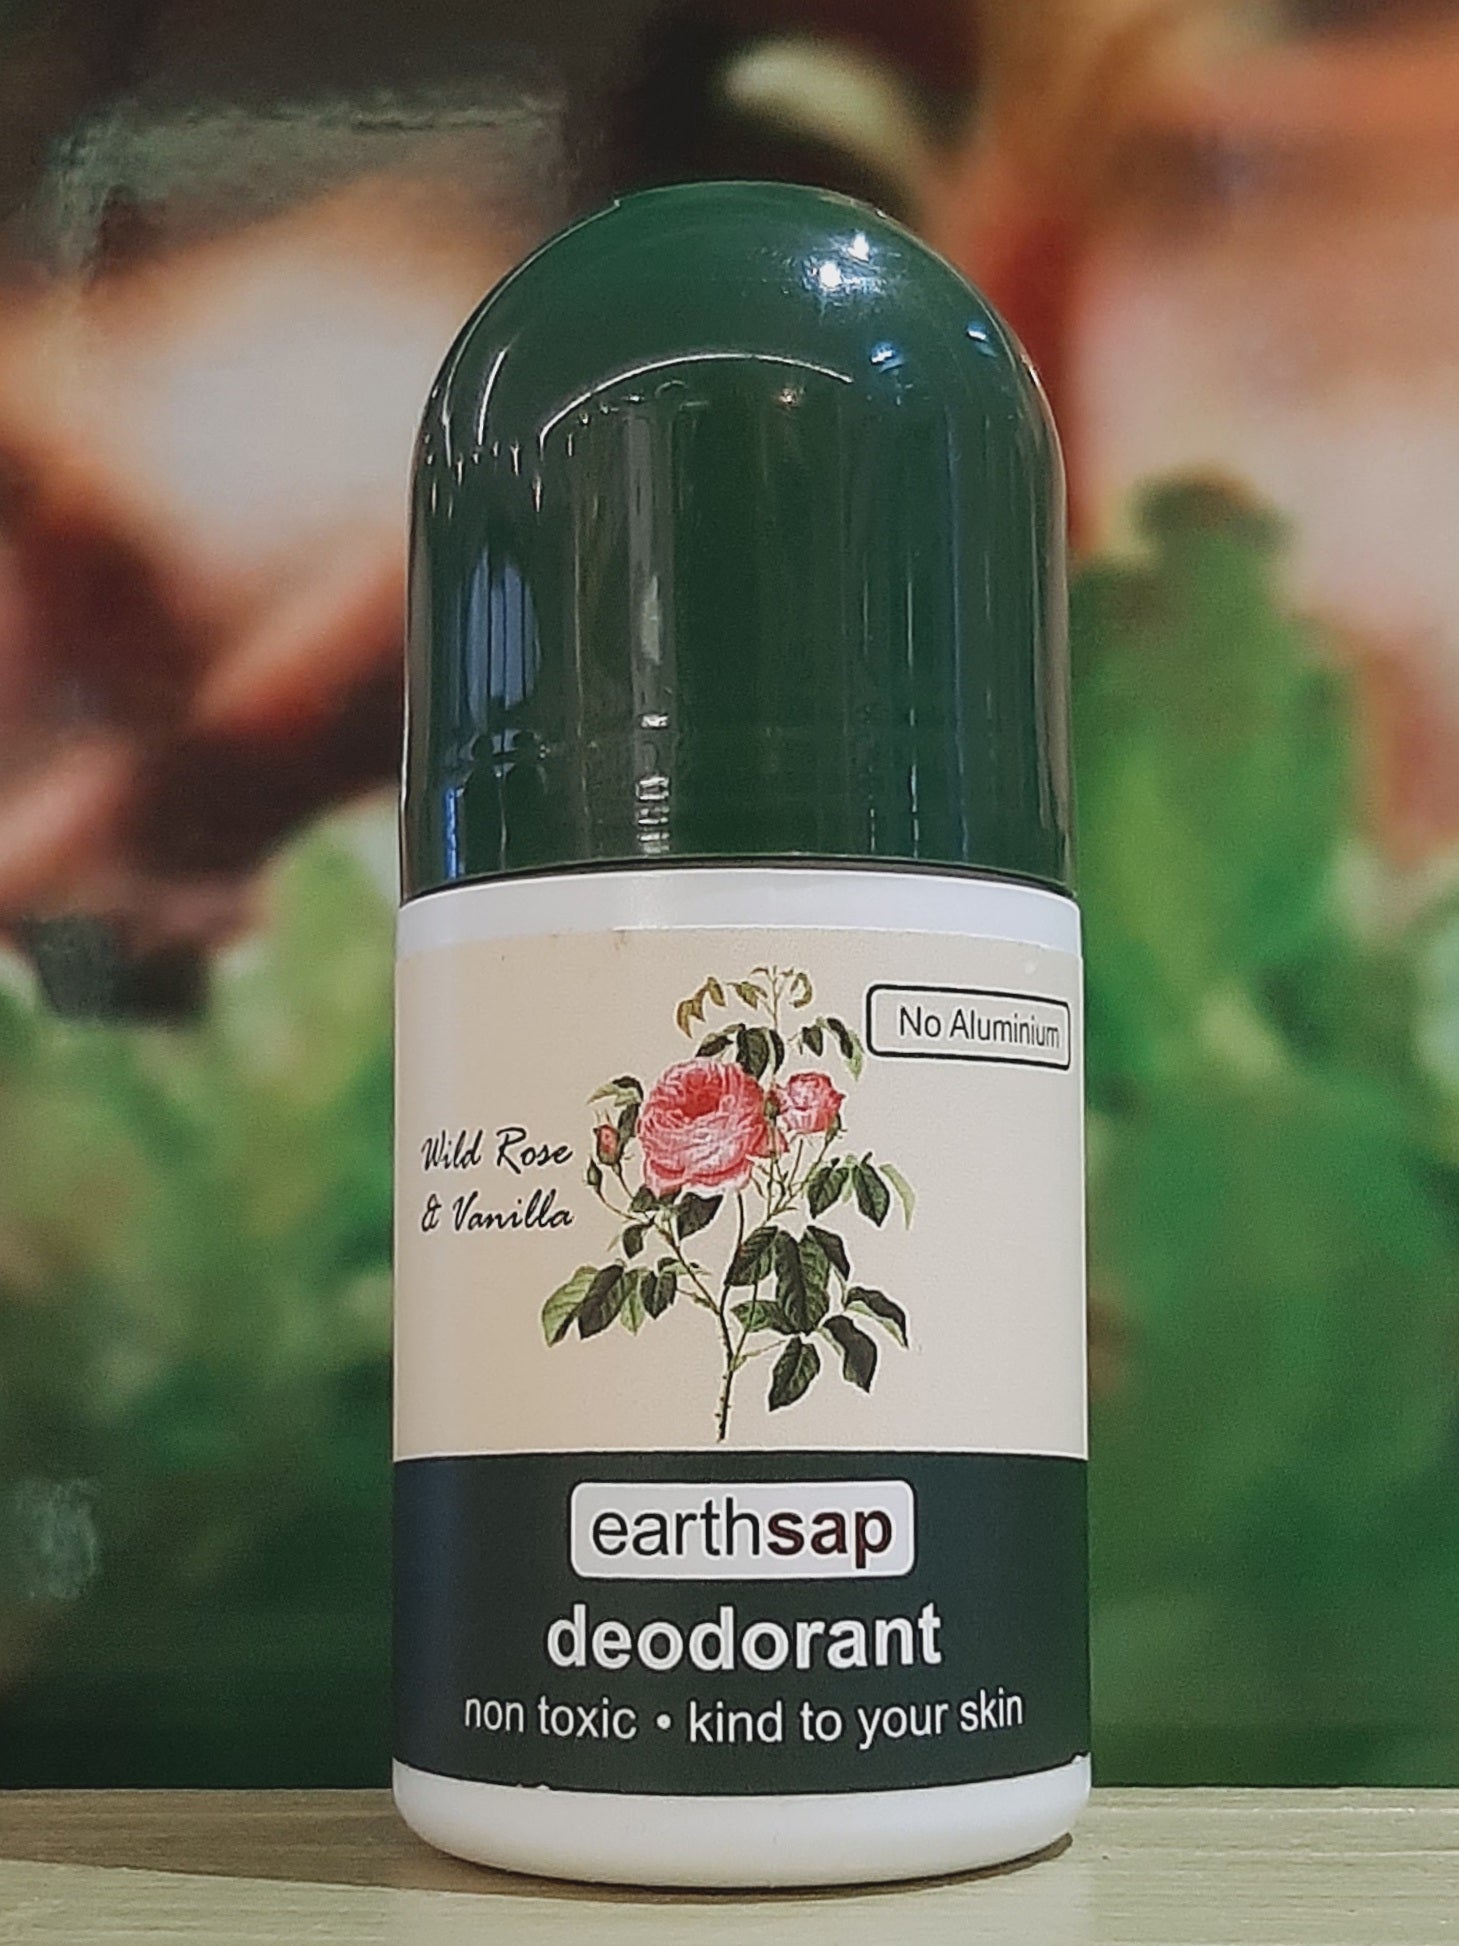 No Aluminium
Wild Rose
& Vanilla
earthsap
deodorant
non toxic • kind to your skin